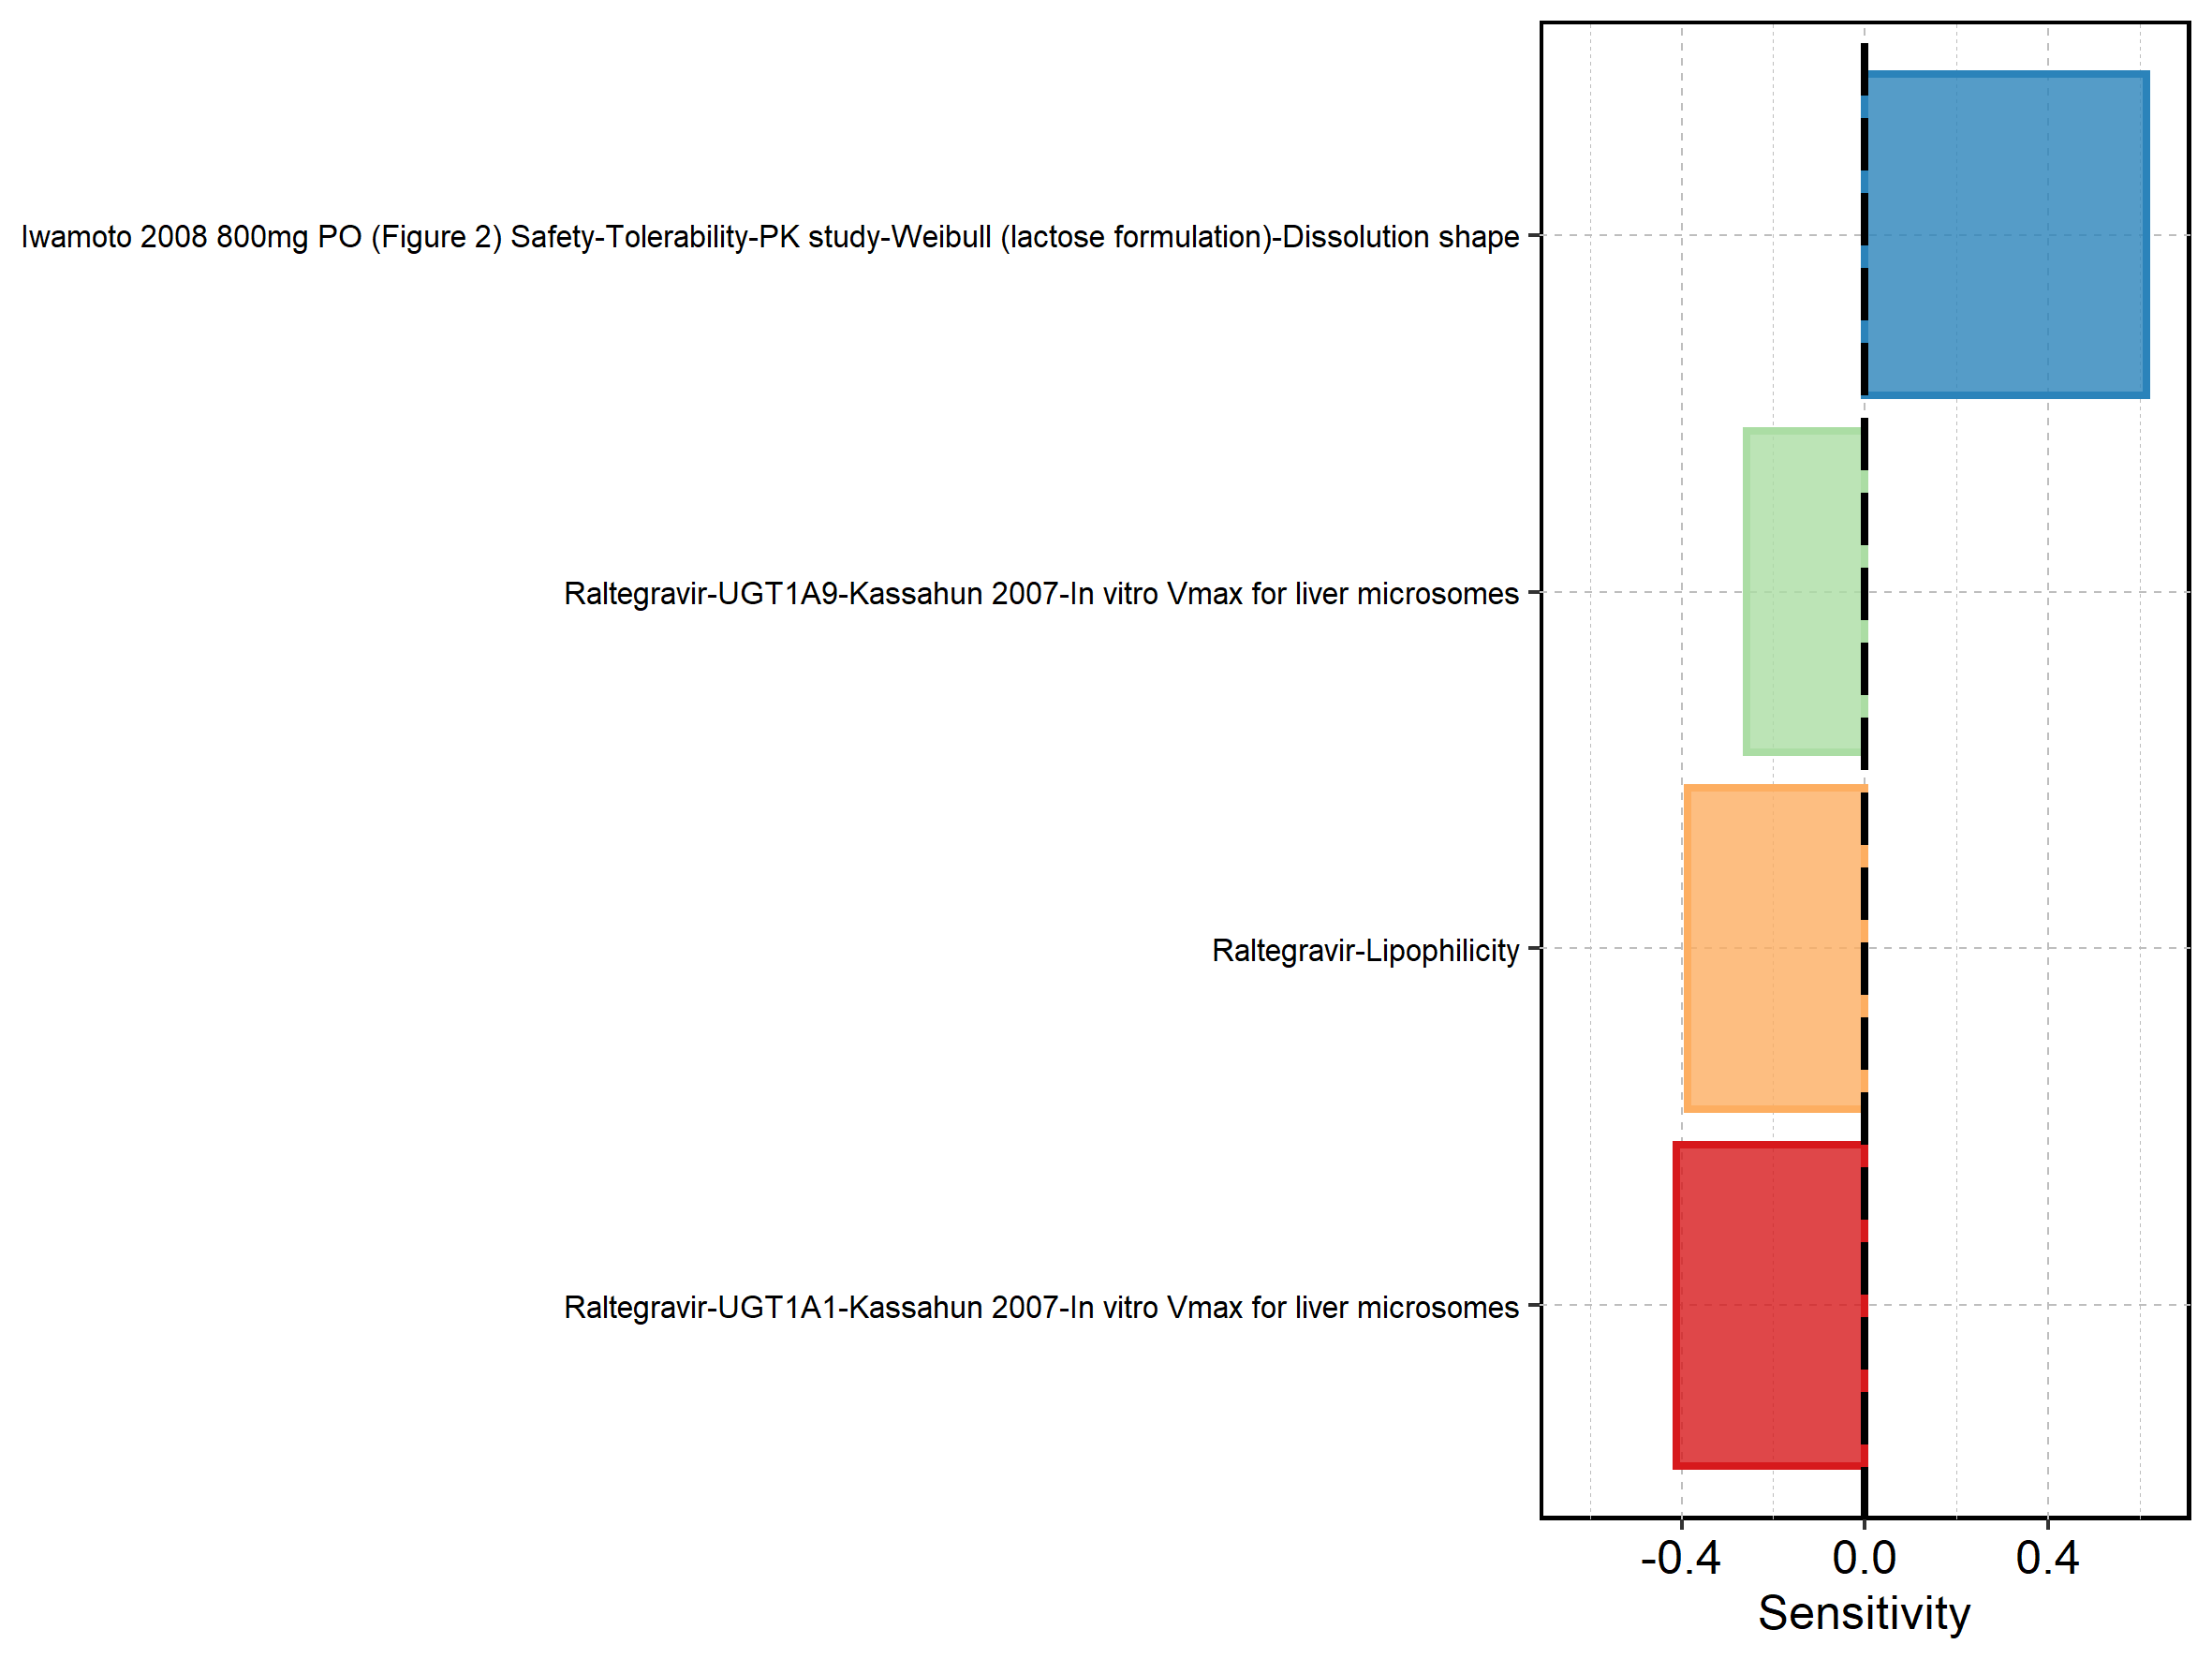 Iwamoto 2008 800mg PO (Figure 2) Safety-Tolerability-PK study-Weibull (lactose formulation)-Dissolution shape
Raltegravir-UGT1A9-Kassahun 2007-In vitro Vmax for liver microsomes
Raltegravir-Lipophilicity
Raltegravir-UGT1A1-Kassahun 2007-In vitro Vmax for liver microsomes
-0.4 0.0 0.4
Sensitivity